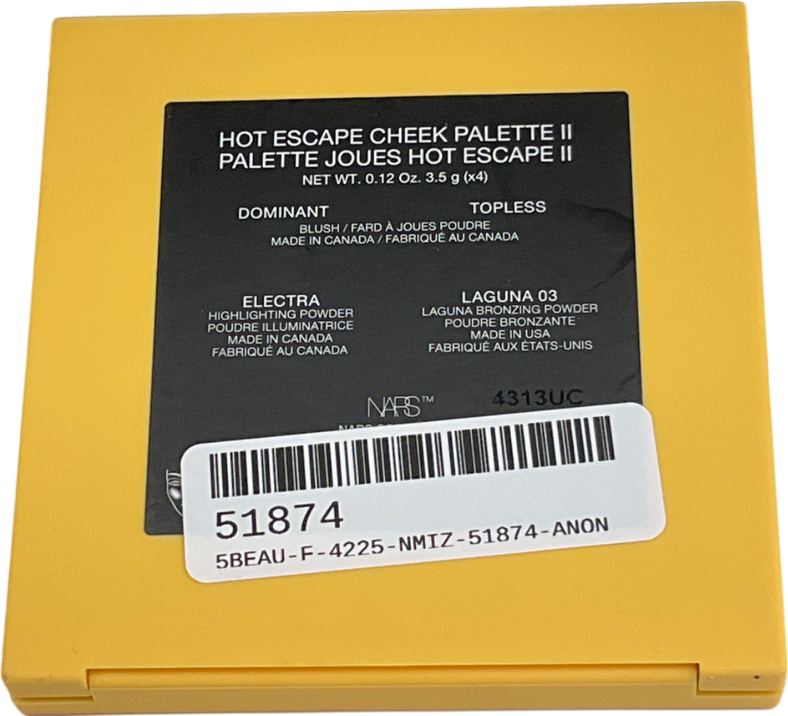 HOT ESCAPE CHEEK PALETTE II
PALETTE JOUES HOT ESCAPE II
NET WT. 0.12 Oz. 3.5 g (x4)
DOMINANT TOPLESS
BLUSH / FARD À JOUES POUDRE
MADE IN CANADA / FABRIQUÉ AU CANADA
ELECTRA
HIGHLIGHTING POWDER
POUDRE ILLUMINATRICE
MADE IN CANADA
FABRIQUÉ AU CANADA
LAGUNA 03
LAGUNA BRONZING POWDER
POUDRE BRONZANTE
MADE IN USA
FABRIQUÉ AUX ÉTATS-UNIS
NARS™
4313UC
51874
5BEAU-F-4225-NMIZ-51874-ANON